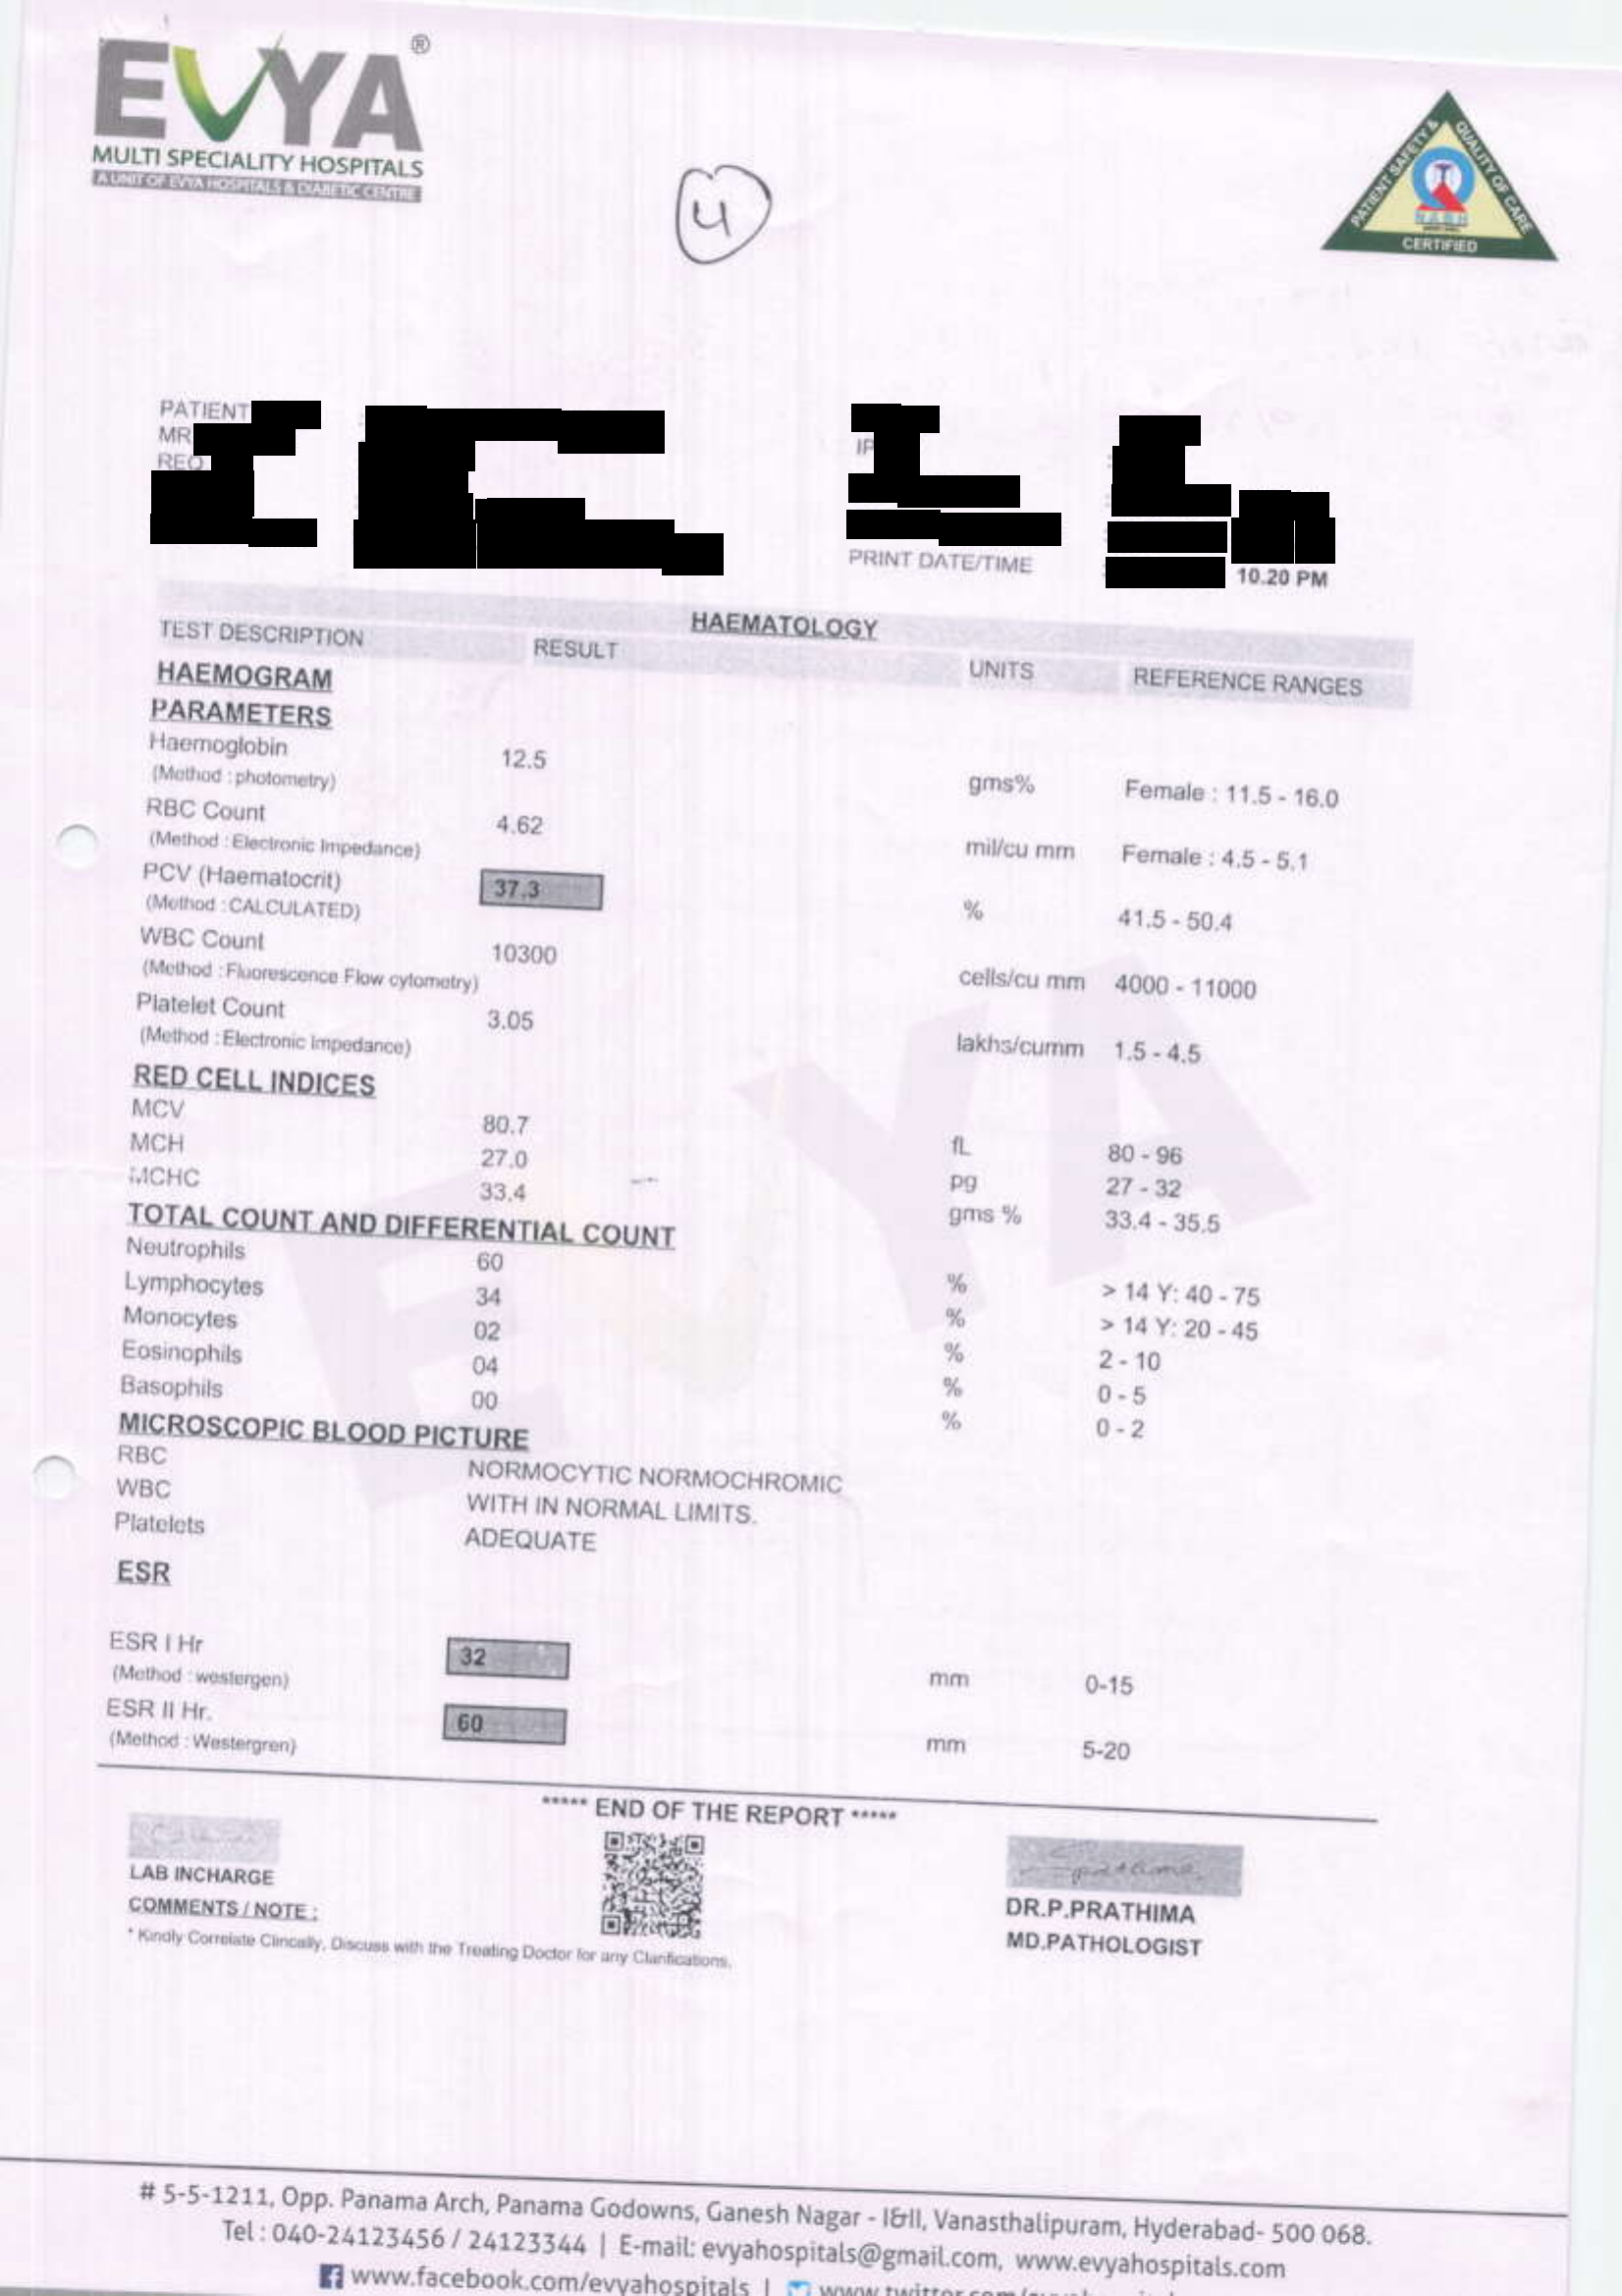 EVYA ®
MULTI SPECIALITY HOSPITALS
A UNIT OF EVYA HOSPITALS & DIABETIC CENTRE
PATIENT SAFETY & QUALITY OF CARE
CERTIFIED
4
PATIENT
MR
REQ
IP
PRINT DATE/TIME 10.20 PM
HAEMATOLOGY
TEST DESCRIPTION RESULT UNITS REFERENCE RANGES
HAEMOGRAM
PARAMETERS
Haemoglobin 12.5 gms% Female : 11.5 - 16.0
(Method : photometry)
RBC Count 4.62 mil/cu mm Female : 4.5 - 5.1
(Method : Electronic Impedance)
PCV (Haematocrit) 37.3 % 41.5 - 50.4
(Method : CALCULATED)
WBC Count 10300 cells/cu mm 4000 - 11000
(Method : Fluorescence Flow cytometry)
Platelet Count 3.05 lakhs/cumm 1.5 - 4.5
(Method : Electronic Impedance)
RED CELL INDICES
MCV 80.7 fL 80 - 96
MCH 27.0 pg 27 - 32
MCHC 33.4 gms % 33.4 - 35.5
TOTAL COUNT AND DIFFERENTIAL COUNT
Neutrophils 60 % > 14 Y: 40 - 75
Lymphocytes 34 % > 14 Y: 20 - 45
Monocytes 02 % 2 - 10
Eosinophils 04 % 0 - 5
Basophils 00 % 0 - 2
MICROSCOPIC BLOOD PICTURE
RBC NORMOCYTIC NORMOCHROMIC
WBC WITH IN NORMAL LIMITS.
Platelets ADEQUATE
ESR
ESR I Hr 32 mm 0-15
(Method : westergen)
ESR II Hr. 60 mm 5-20
(Method : Westergren)
***** END OF THE REPORT *****
LAB INCHARGE
COMMENTS / NOTE :
* Kindly Correlate Clincally, Discuss with the Treating Doctor for any Clarifications.
DR.P.PRATHIMA
MD.PATHOLOGIST
# 5-5-1211, Opp. Panama Arch, Panama Godowns, Ganesh Nagar - I&II, Vanasthalipuram, Hyderabad- 500 068.
Tel : 040-24123456 / 24123344 | E-mail: evyahospitals@gmail.com, www.evyahospitals.com
www.facebook.com/evyahospitals |